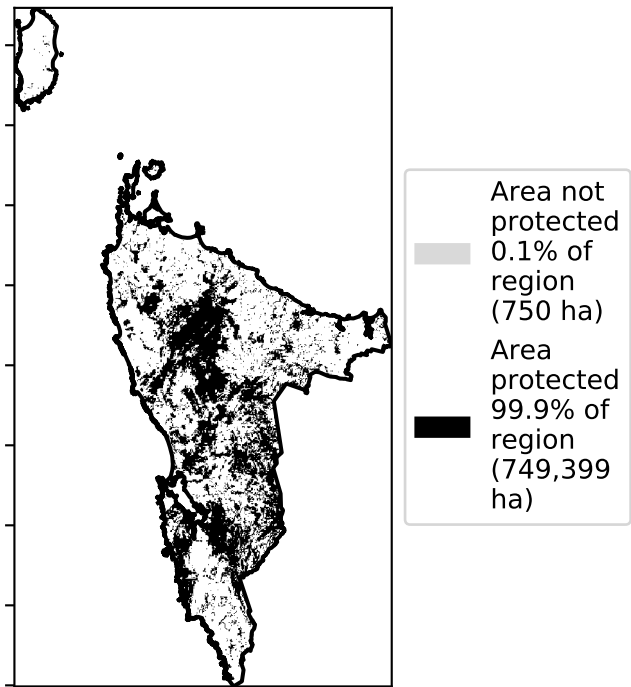 Area not
protected
0.1% of
region
(750 ha)
Area
protected
99.9% of
region
(749,399
ha)